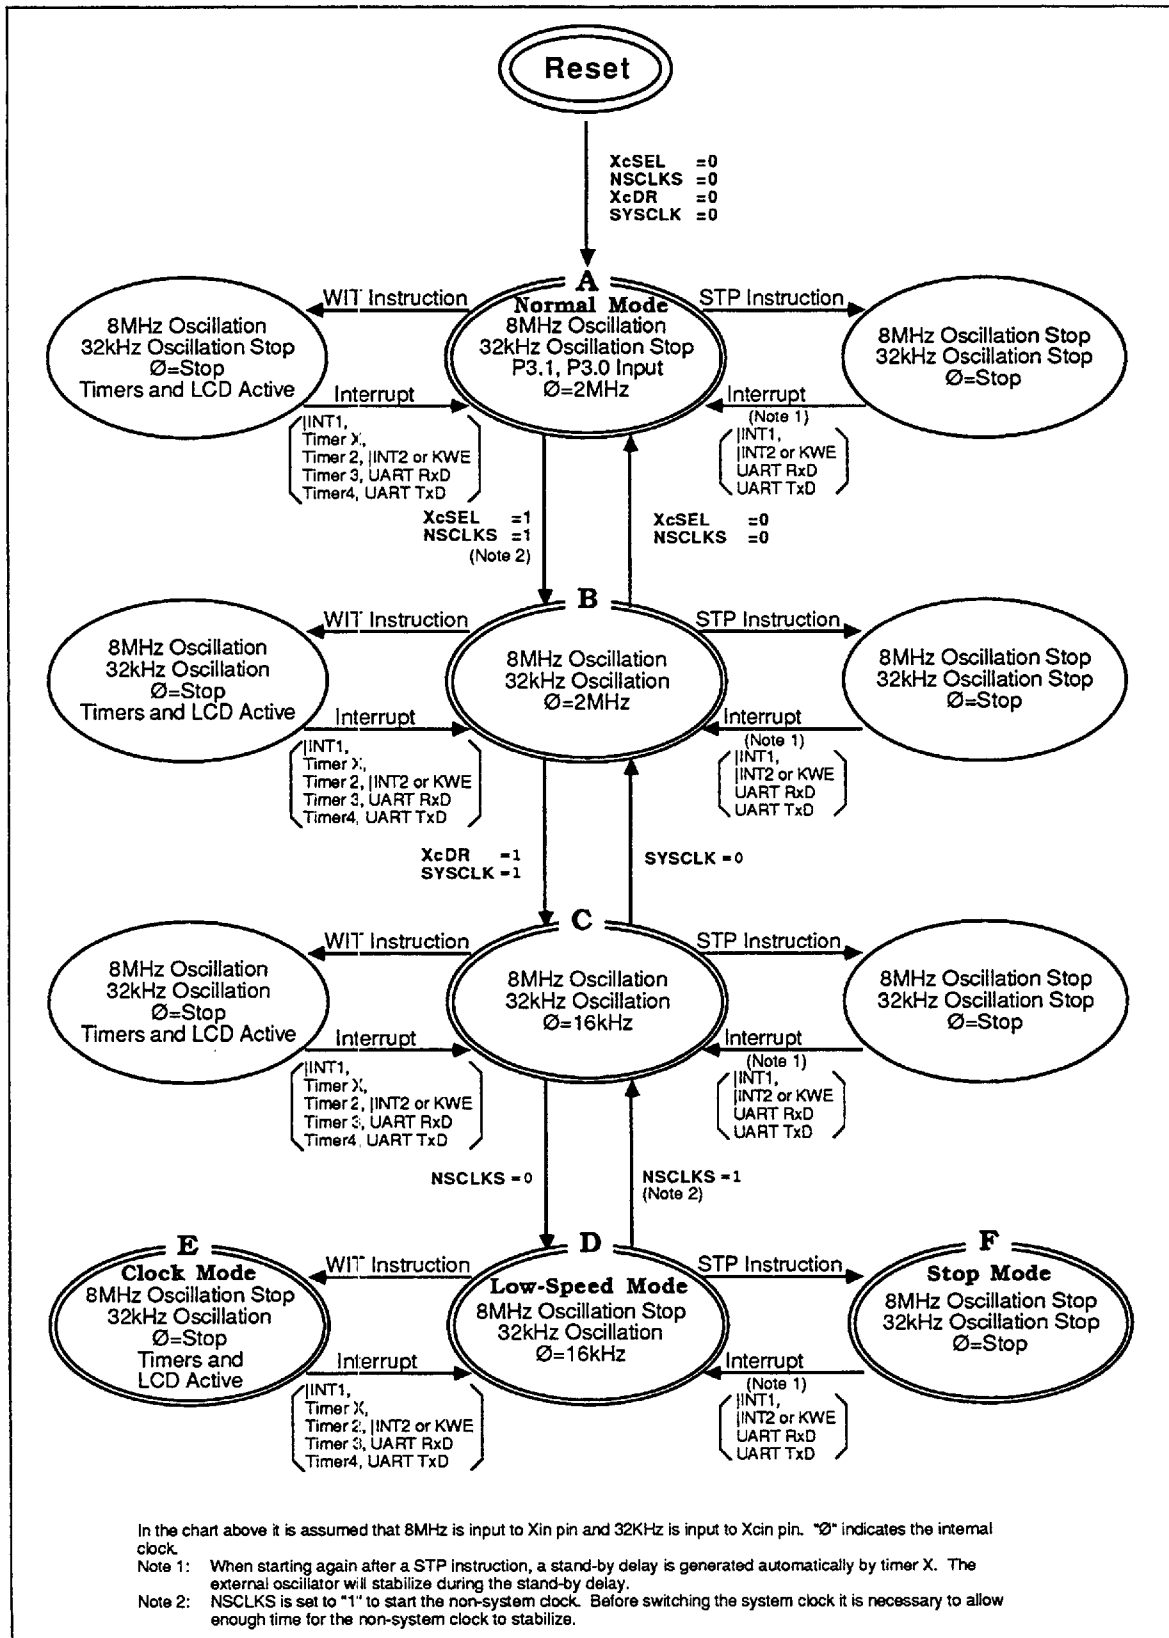 Reset
XcSEL =0
NSCLKS =0
XcDR =0
SYSCLK =0
WIT Instruction
A
STP Instruction
8MHz Oscillation
32kHz Oscillation Stop
Ø=Stop
Timers and LCD Active
Normal Mode
8MHz Oscillation
32kHz Oscillation Stop
P3.1, P3.0 Input
Ø=2MHz
8MHz Oscillation Stop
32kHz Oscillation Stop
Ø=Stop
Interrupt
|INT1,
Timer X,
Timer 2, |INT2 or KWE
Timer 3, UART RxD
Timer4, UART TxD
Interrupt
(Note 1)
|INT1,
|INT2 or KWE
UART RxD
UART TxD
XcSEL =1
NSCLKS =1
(Note 2)
XcSEL =0
NSCLKS =0
WIT Instruction
B
STP Instruction
8MHz Oscillation
32kHz Oscillation
Ø=Stop
Timers and LCD Active
8MHz Oscillation
32kHz Oscillation
Ø=2MHz
8MHz Oscillation Stop
32kHz Oscillation Stop
Ø=Stop
Interrupt
|INT1,
Timer X,
Timer 2, |INT2 or KWE
Timer 3, UART RxD
Timer4, UART TxD
Interrupt
(Note 1)
|INT1,
|INT2 or KWE
UART RxD
UART TxD
XcDR =1
SYSCLK =1
SYSCLK =0
WIT Instruction
C
STP Instruction
8MHz Oscillation
32kHz Oscillation
Ø=Stop
Timers and LCD Active
8MHz Oscillation
32kHz Oscillation
Ø=16kHz
8MHz Oscillation Stop
32kHz Oscillation Stop
Ø=Stop
Interrupt
|INT1,
Timer X,
Timer 2, |INT2 or KWE
Timer 3, UART RxD
Timer4, UART TxD
Interrupt
(Note 1)
|INT1,
|INT2 or KWE
UART RxD
UART TxD
NSCLKS =0
NSCLKS =1
(Note 2)
E
WIT Instruction
D
STP Instruction
F
Clock Mode
8MHz Oscillation Stop
32kHz Oscillation
Ø=Stop
Timers and
LCD Active
Low-Speed Mode
8MHz Oscillation Stop
32kHz Oscillation
Ø=16kHz
Stop Mode
8MHz Oscillation Stop
32kHz Oscillation Stop
Ø=Stop
Interrupt
|INT1,
Timer X,
Timer 2, |INT2 or KWE
Timer 3, UART RxD
Timer4, UART TxD
Interrupt
(Note 1)
|INT1,
|INT2 or KWE
UART RxD
UART TxD
In the chart above it is assumed that 8MHz is input to Xin pin and 32KHz is input to Xcin pin. "Ø" indicates the internal
clock.
Note 1: When starting again after a STP instruction, a stand-by delay is generated automatically by timer X. The
external oscillator will stabilize during the stand-by delay.
Note 2: NSCLKS is set to "1" to start the non-system clock. Before switching the system clock it is necessary to allow
enough time for the non-system clock to stabilize.